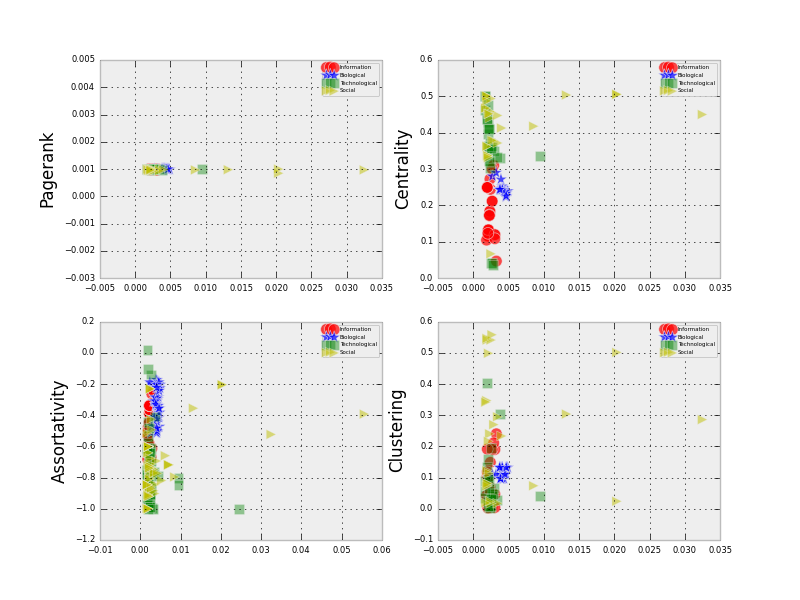 Pagerank
0.005
0.004
0.003
0.002
0.001
0.000
−0.001
−0.002
−0.003
−0.005 0.000 0.005 0.010 0.015 0.020 0.025 0.030 0.035
Information
Biological
Technological
Social
Centrality
0.6
0.5
0.4
0.3
0.2
0.1
0.0
−0.005 0.000 0.005 0.010 0.015 0.020 0.025 0.030 0.035
Information
Biological
Technological
Social
Assortativity
0.2
0.0
−0.2
−0.4
−0.6
−0.8
−1.0
−1.2
−0.01 0.00 0.01 0.02 0.03 0.04 0.05 0.06
Information
Biological
Technological
Social
Clustering
0.6
0.5
0.4
0.3
0.2
0.1
0.0
−0.1
−0.005 0.000 0.005 0.010 0.015 0.020 0.025 0.030 0.035
Information
Biological
Technological
Social